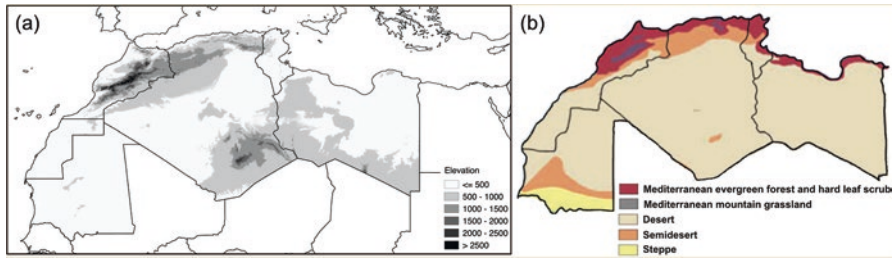 (a)
Elevation
<= 500
500 - 1000
1000 - 1500
1500 - 2000
2000 - 2500
> 2500
(b)
Mediterranean evergreen forest and hard leaf scrube
Mediterranean mountain grassland
Desert
Semidesert
Steppe